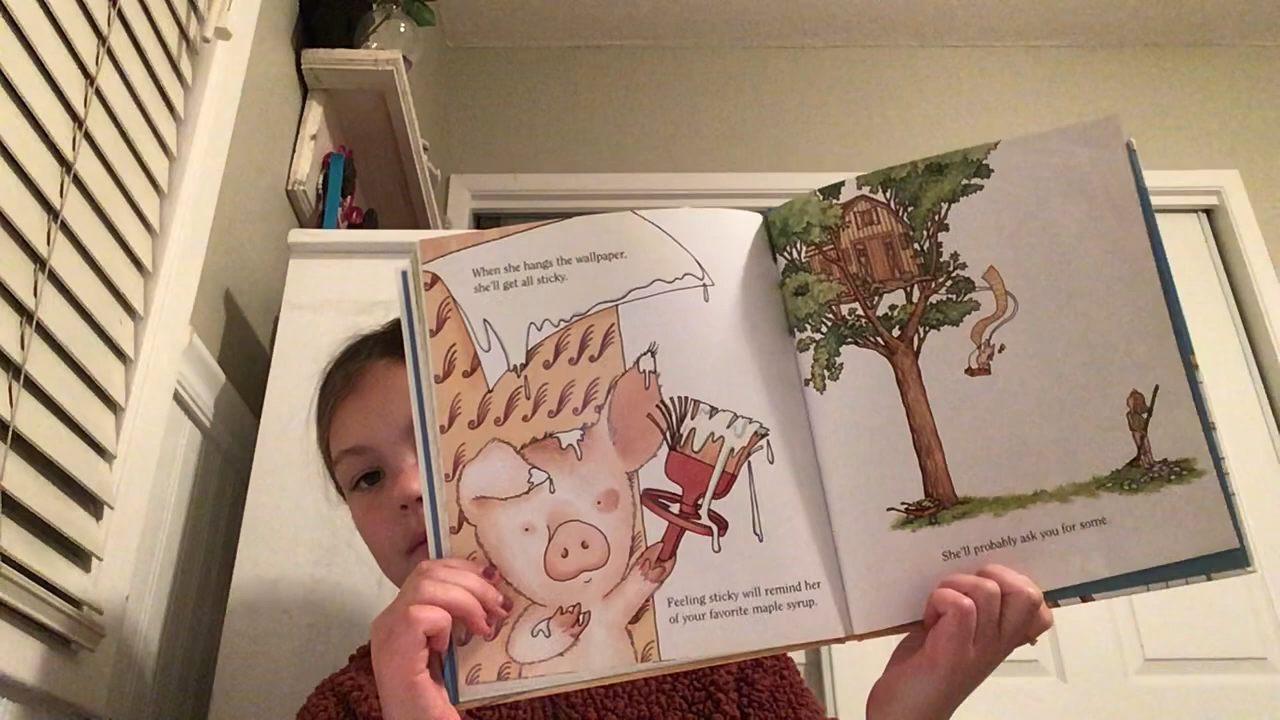 When she hangs the wallpaper,
she'll get all sticky.
Feeling sticky will remind her
of your favorite maple syrup.
She'll probably ask you for some.